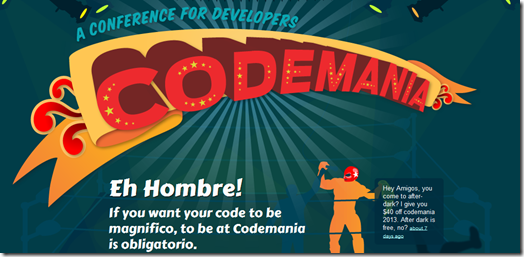 A CONFERENCE FOR DEVELOPERS
CODEMANIA
Eh Hombre!
If you want your code to be
magnifico, to be at Codemania
is obligatorio.
Hey Amigos, you
come to after-
dark? I give you
$40 off codemania
2013. After dark is
free, no? about 7
days ago